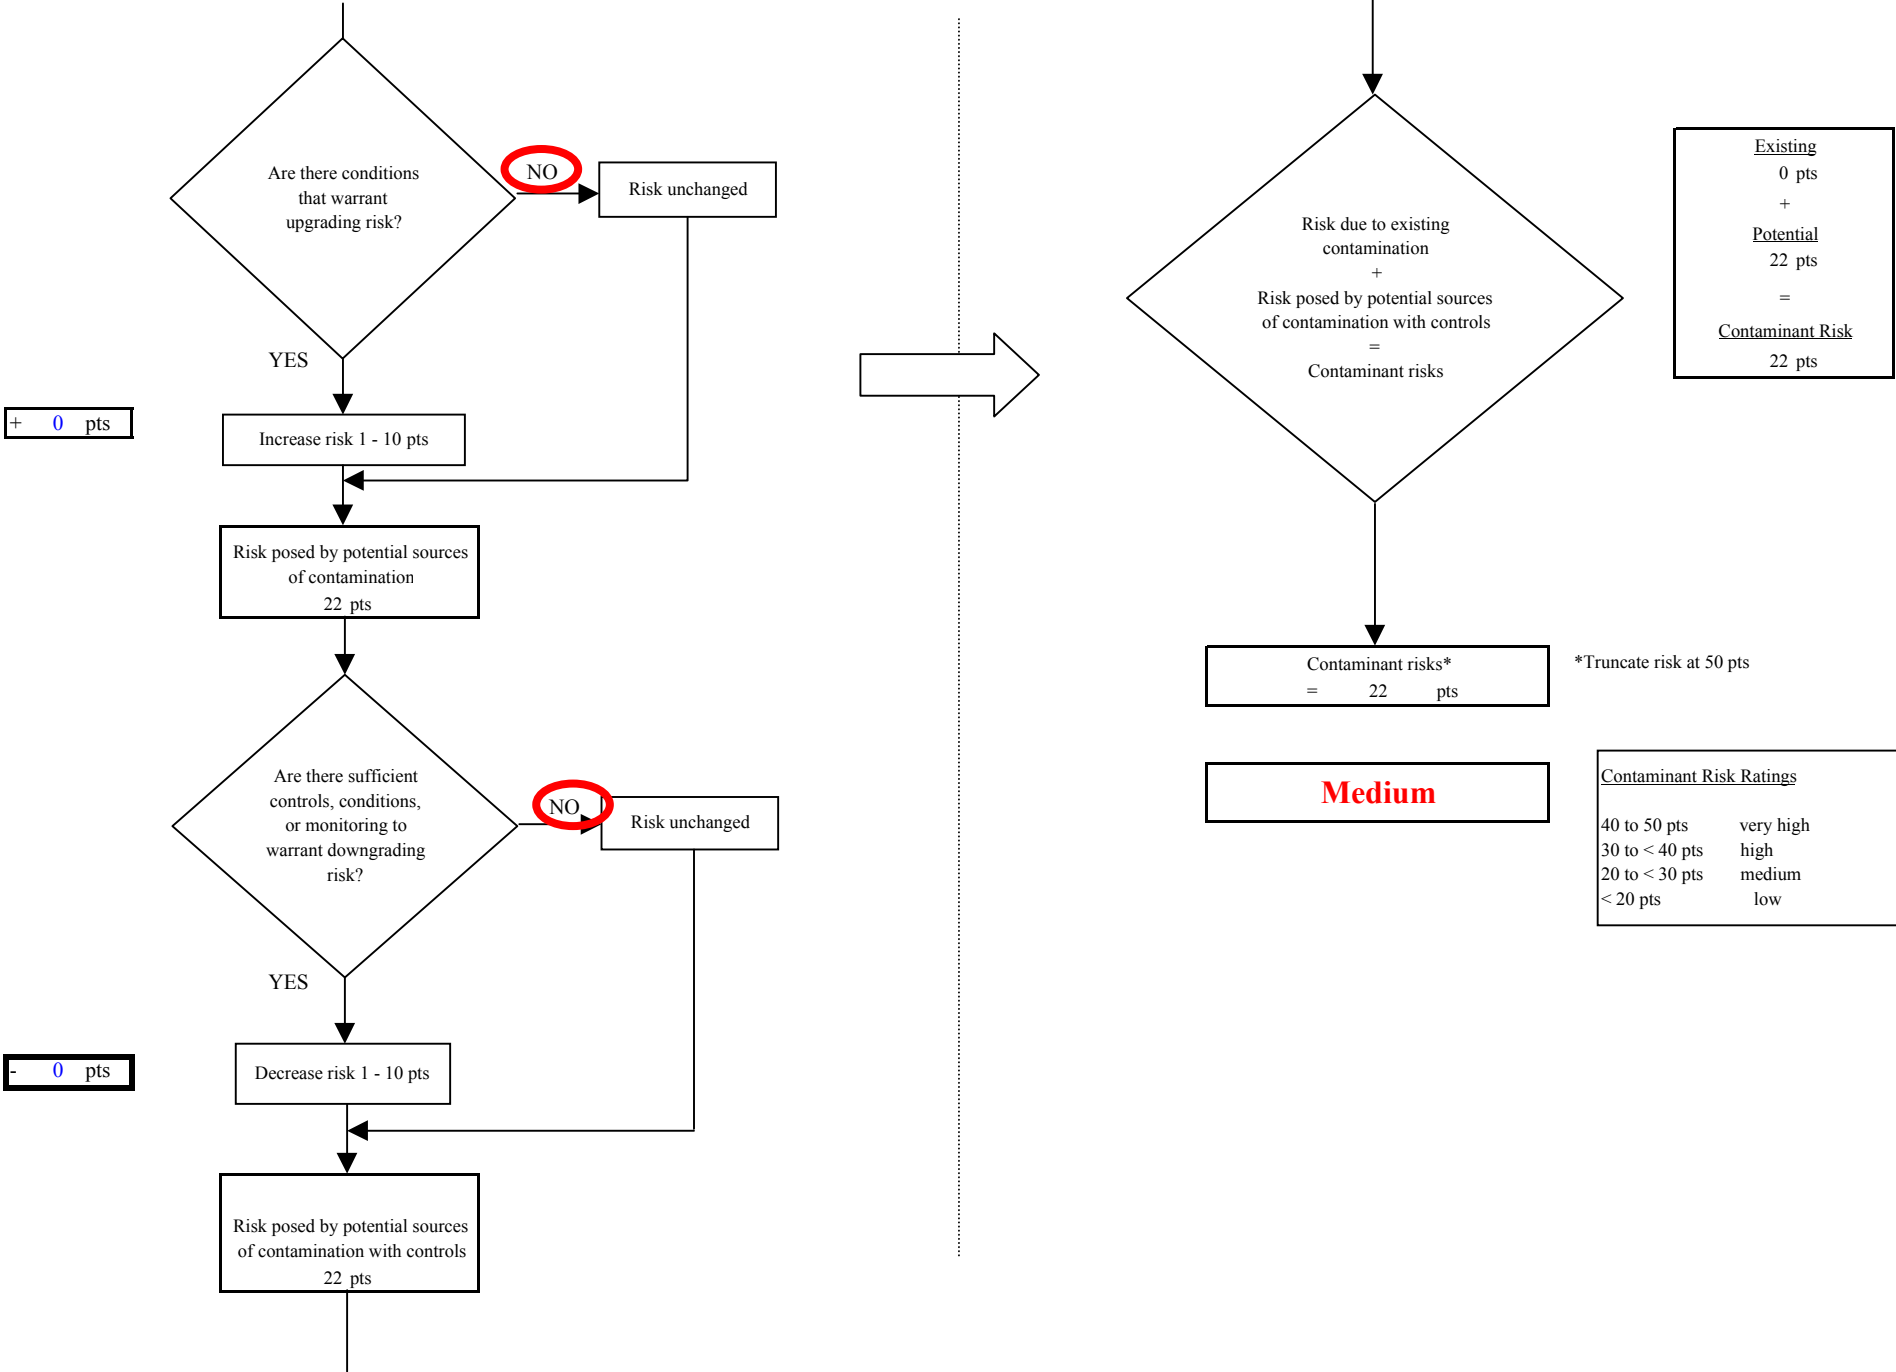 Are there conditions
that warrant
upgrading risk?
NO
Risk unchanged
YES
+ 0 pts
Increase risk 1 - 10 pts
Risk posed by potential sources
of contamination
22 pts
Are there sufficient
controls, conditions,
or monitoring to
warrant downgrading
risk?
NO
Risk unchanged
YES
- 0 pts
Decrease risk 1 - 10 pts
Risk posed by potential sources
of contamination with controls
22 pts
Risk due to existing
contamination
+
Risk posed by potential sources
of contamination with controls
=
Contaminant risks
Existing
0 pts
+
Potential
22 pts
=
Contaminant Risk
22 pts
Contaminant risks*
= 22 pts
*Truncate risk at 50 pts
Medium
Contaminant Risk Ratings
40 to 50 pts very high
30 to < 40 pts high
20 to < 30 pts medium
< 20 pts low